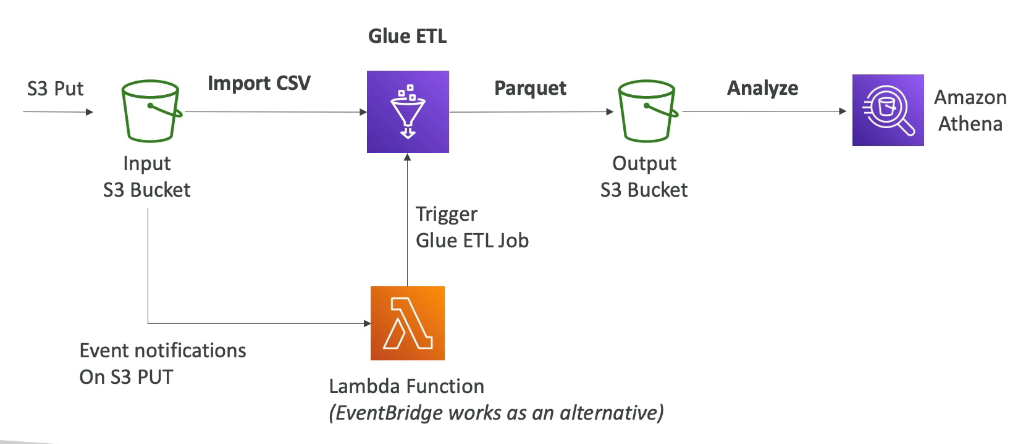 Glue ETL
S3 Put
Import CSV
Parquet
Analyze
Amazon
Athena
Input
S3 Bucket
Output
S3 Bucket
Trigger
Glue ETL Job
Event notifications
On S3 PUT
Lambda Function
(EventBridge works as an alternative)